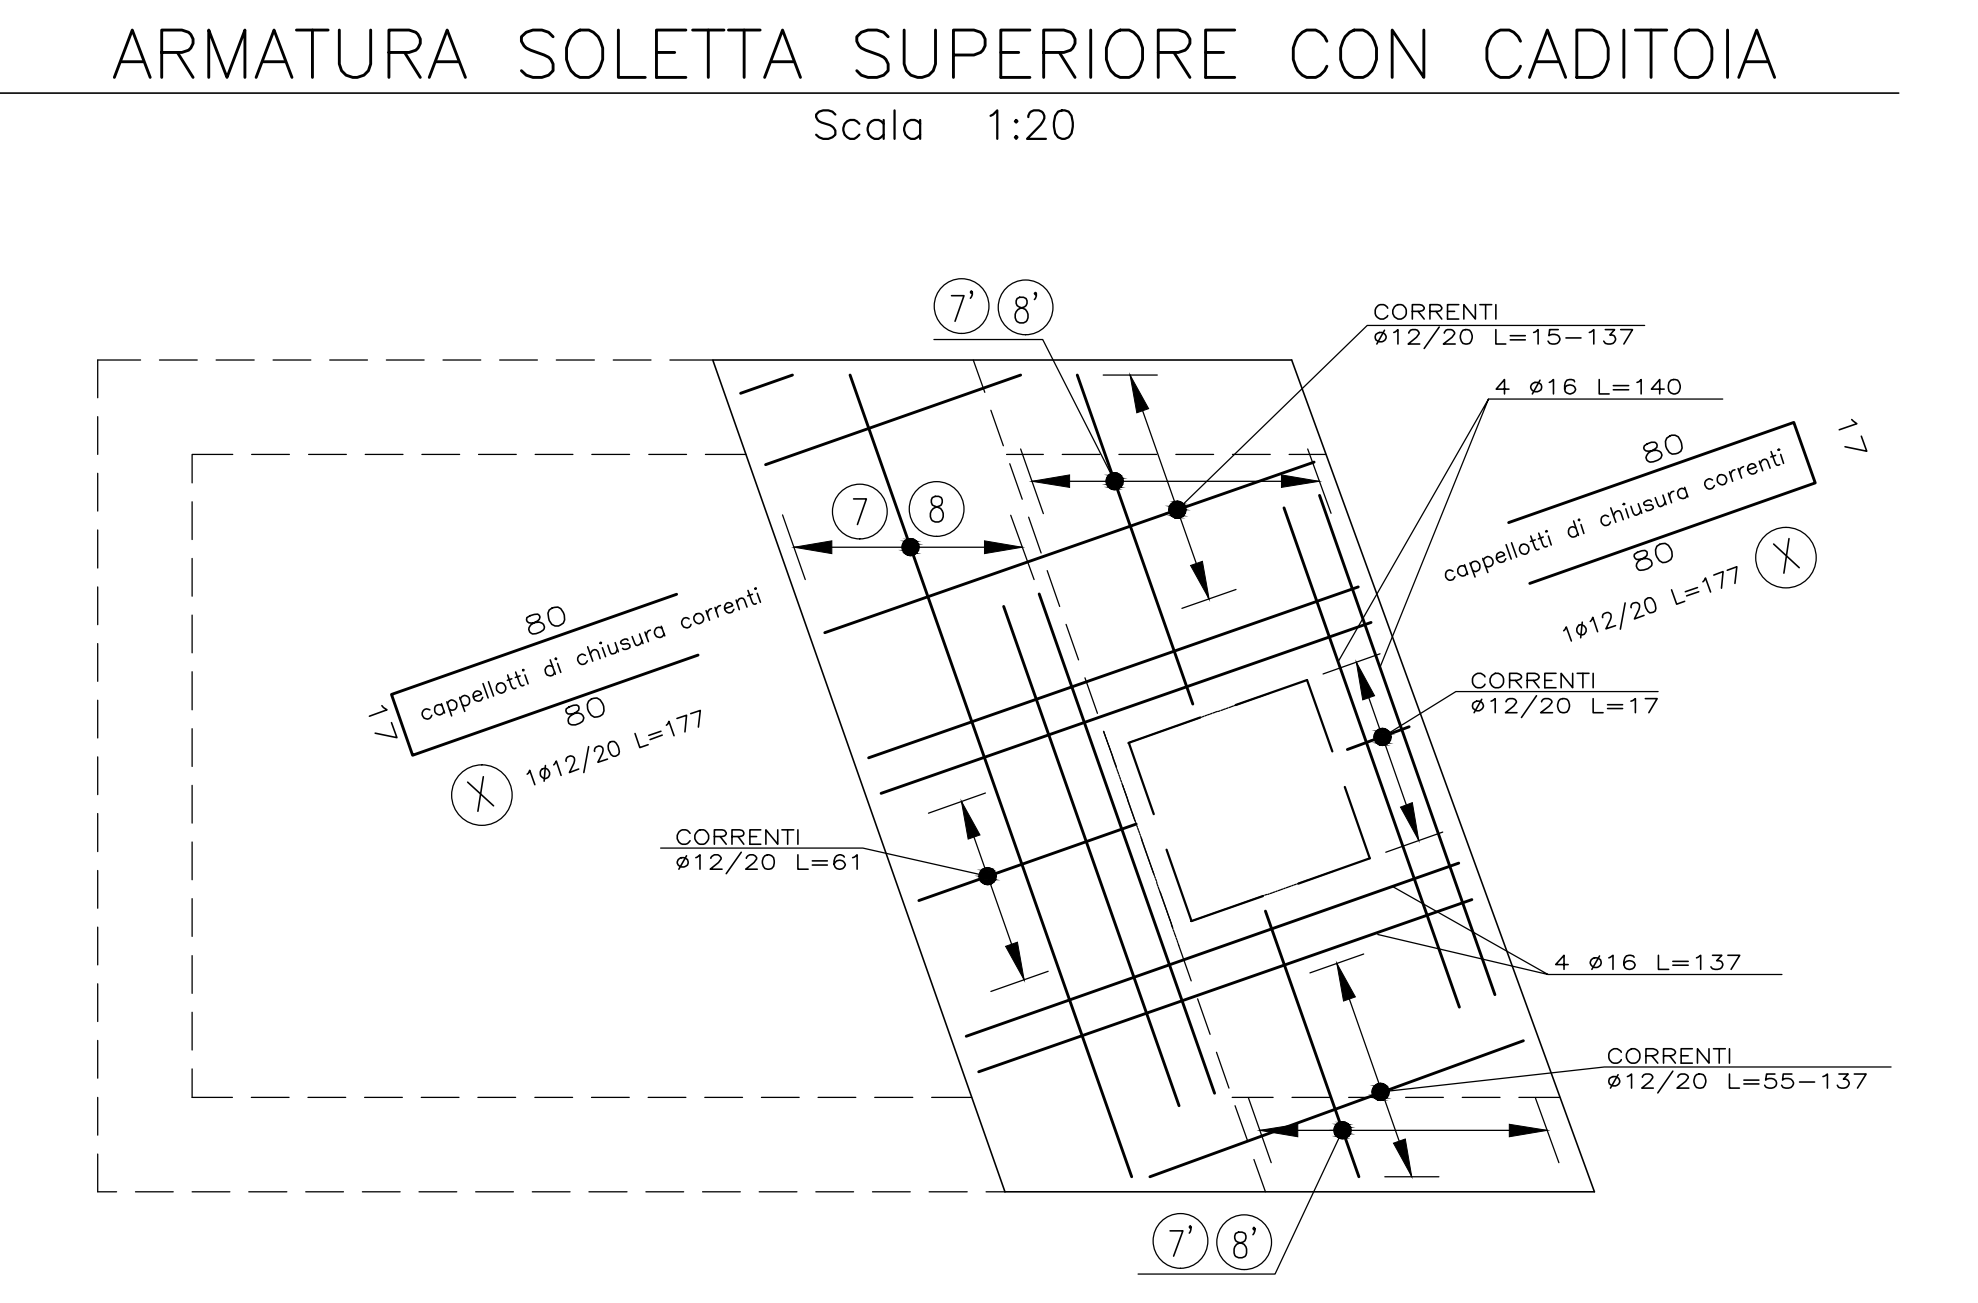 ARMATURA SOLETTA SUPERIORE CON CADITOIA
Scala 1:20
7' 8'
CORRENTI
ø12/20 L=15-137
4 ø16 L=140
80
17
cappellotti di chiusura correnti
80
1ø12/20 L=177 X
7 8
80
cappellotti di chiusura correnti
17
80
X 1ø12/20 L=177
CORRENTI
ø12/20 L=17
CORRENTI
ø12/20 L=61
4 ø16 L=137
CORRENTI
ø12/20 L=55-137
7' 8'